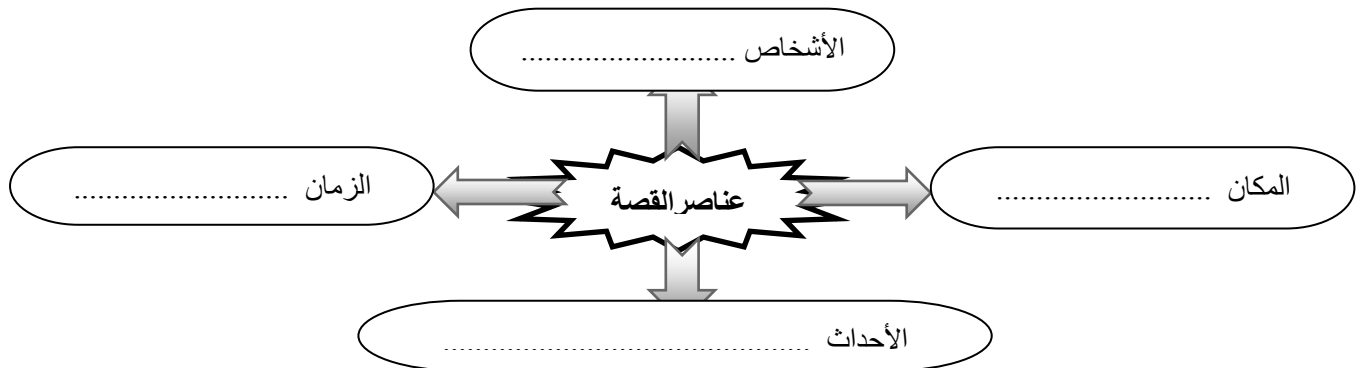 الأشخاص ...........................
المكان ...........................
عناصر القصة
الزمان ...........................
الأحداث ..............................................